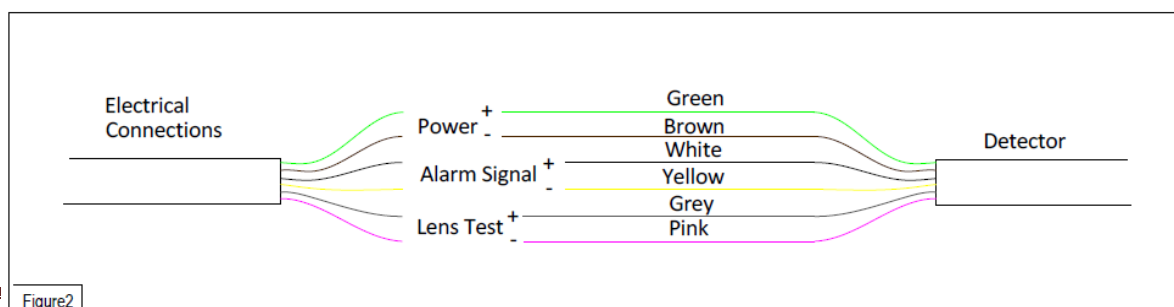 Electrical
Connections
Power + Green
- Brown
Alarm Signal + White
- Yellow
Lens Test + Grey
- Pink
Detector
Figure2